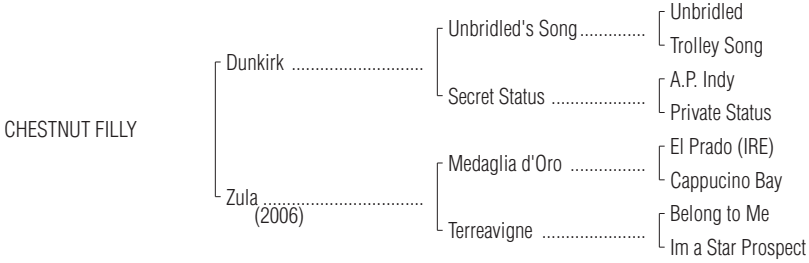 Unbridled
Unbridled's Song..............
Trolley Song
Dunkirk ............................
A.P. Indy
Secret Status ....................
Private Status
CHESTNUT FILLY
El Prado (IRE)
Medaglia d'Oro ................
Cappucino Bay
Zula ..................................
(2006)
Belong to Me
Terreavigne ......................
Im a Star Prospect